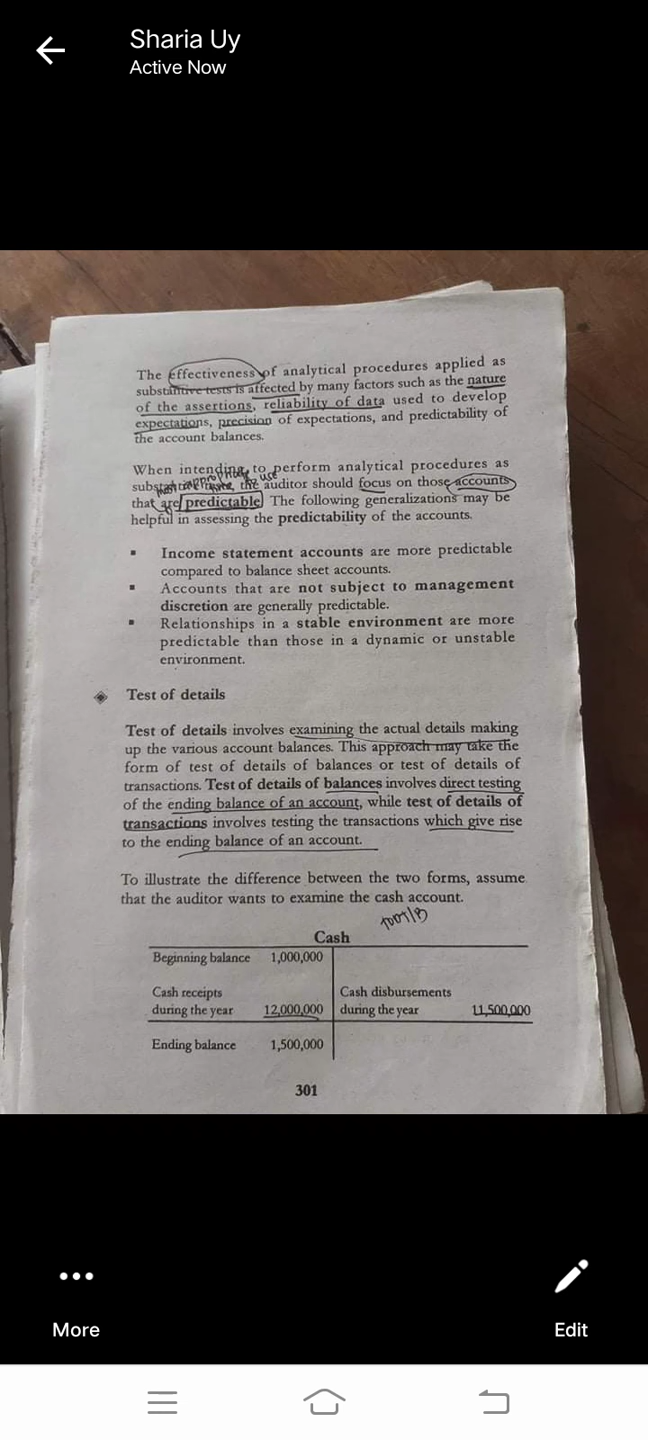 Sharia Uy
Active Now
The effectiveness of analytical procedures applied as
substantive tests is affected by many factors such as the nature
of the assertions, reliability of data used to develop
expectations, precision of expectations, and predictability of
the account balances.
When intending to perform analytical procedures as
most appropriate to use
the auditor should focus on those accounts
that are predictable. The following generalizations may be
helpful in assessing the predictability of the accounts.
▪ Income statement accounts are more predictable
compared to balance sheet accounts.
▪ Accounts that are not subject to management
discretion are generally predictable.
▪ Relationships in a stable environment are more
predictable than those in a dynamic or unstable
environment.
◈ Test of details
Test of details involves examining the actual details making
up the various account balances. This approach may take the
form of test of details of balances or test of details of
transactions. Test of details of balances involves direct testing
of the ending balance of an account, while test of details of
transactions involves testing the transactions which give rise
to the ending balance of an account.
To illustrate the difference between the two forms, assume
that the auditor wants to examine the cash account.
TDOT/B
Cash
Beginning balance 1,000,000
Cash receipts Cash disbursements
during the year 12,000,000 during the year 11,500,000
Ending balance 1,500,000
301
More Edit